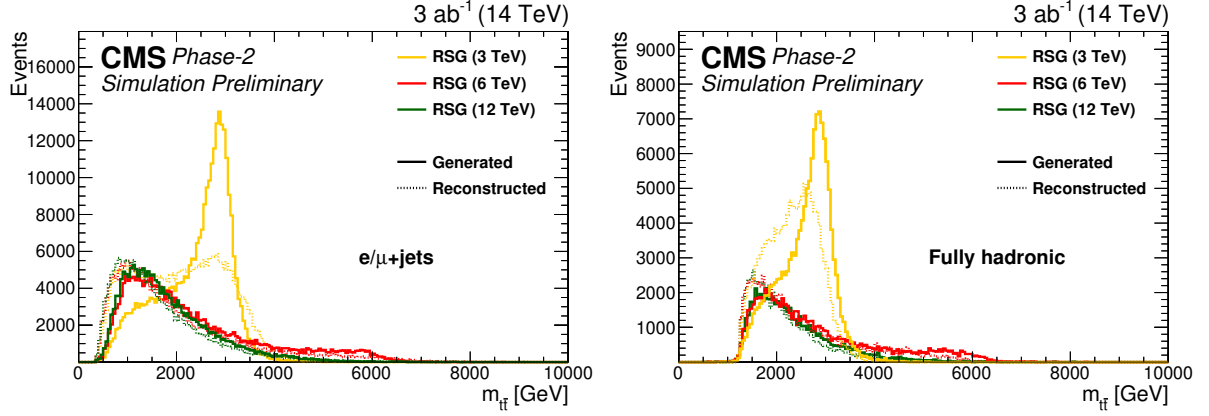 3 ab-1 (14 TeV)
Events
CMS Phase-2
Simulation Preliminary
RSG (3 TeV)
RSG (6 TeV)
RSG (12 TeV)
Generated
Reconstructed
e/μ+jets
16000
14000
12000
10000
8000
6000
4000
2000
0 2000 4000 6000 8000 10000
mtt̄ [GeV]
3 ab-1 (14 TeV)
Events
CMS Phase-2
Simulation Preliminary
RSG (3 TeV)
RSG (6 TeV)
RSG (12 TeV)
Generated
Reconstructed
Fully hadronic
9000
8000
7000
6000
5000
4000
3000
2000
1000
0 2000 4000 6000 8000 10000
mtt̄ [GeV]